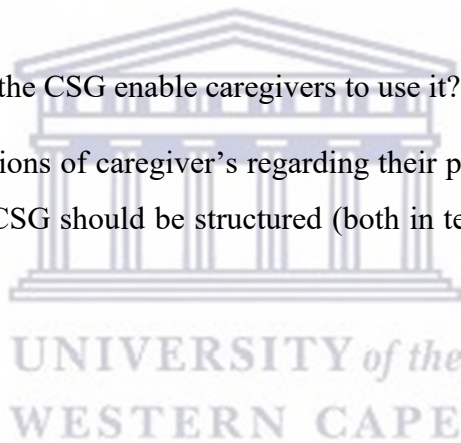 the CSG enable caregivers to use it?
ions of caregiver’s regarding their p
CSG should be structured (both in te
UNIVERSITY of the
WESTERN CAPE